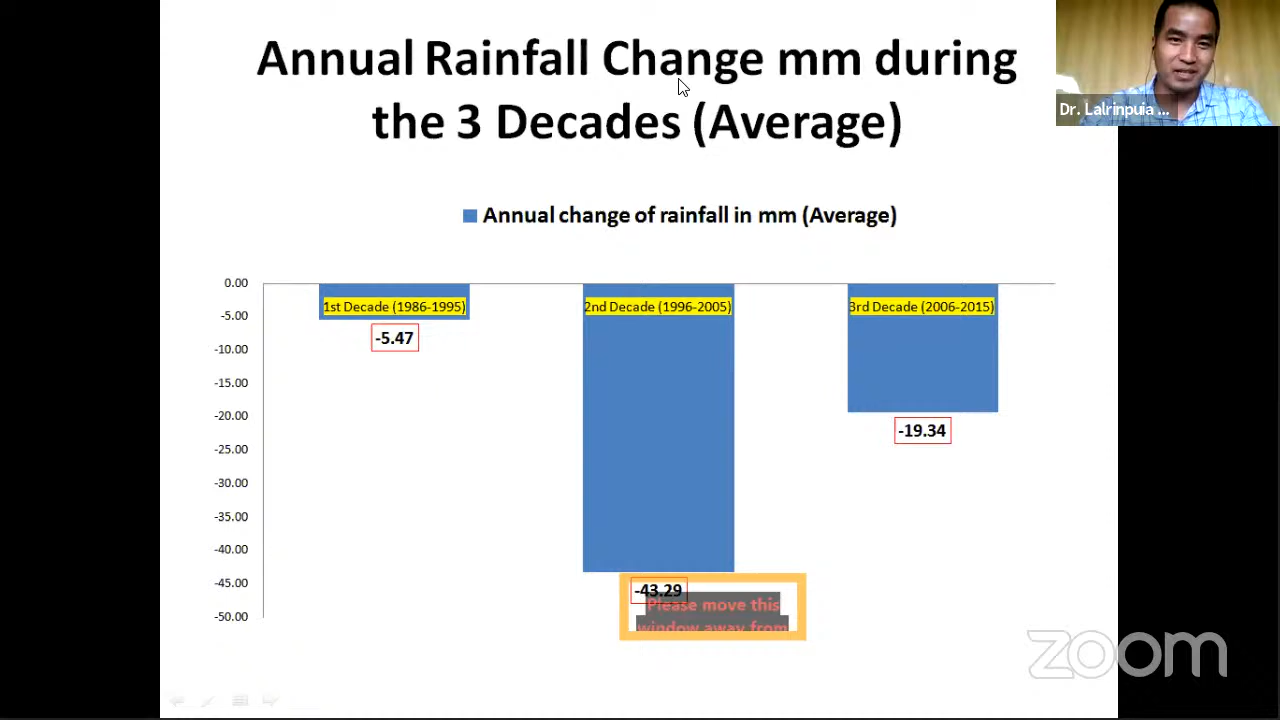 Annual Rainfall Change mm during
the 3 Decades (Average)
Dr. Lalrinpuia ...
Annual change of rainfall in mm (Average)
0.00
-5.00
-10.00
-15.00
-20.00
-25.00
-30.00
-35.00
-40.00
-45.00
-50.00
1st Decade (1986-1995)
2nd Decade (1996-2005)
3rd Decade (2006-2015)
-5.47
-19.34
-43.29
Please move this
window away from
zoom